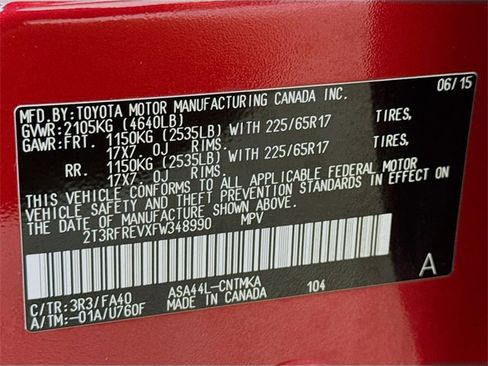 MFD.BY:TOYOTA MOTOR MANUFACTURING CANADA INC. 06/15
GVWR:2105KG (4640LB)
GAWR:FRT. 1150KG (2535LB) WITH 225/65R17 TIRES,
17X7 0J RIMS.
RR. 1150KG (2535LB) WITH 225/65R17 TIRES,
17X7 0J RIMS.
THIS VEHICLE CONFORMS TO ALL APPLICABLE FEDERAL MOTOR
VEHICLE SAFETY AND THEFT PREVENTION STANDARDS IN EFFECT ON
THE DATE OF MANUFACTURE SHOWN ABOVE.
2T3RFREVXFW348990 MPV
A
C/TR:3R3/FA40 ASA44L-CNTMKA
A/TM:-01A/U760F MADE IN CANADA 104